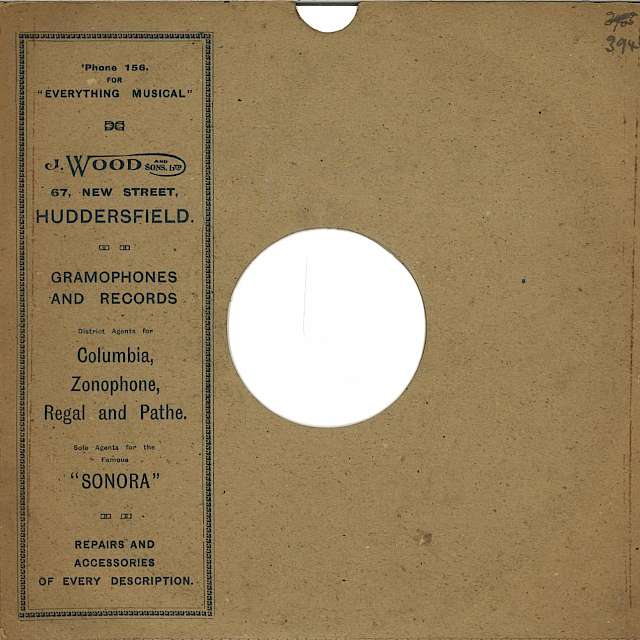 'Phone 156.
FOR
"EVERYTHING MUSICAL"
J. WOOD AND SONS. LTD
67, NEW STREET,
HUDDERSFIELD.
GRAMOPHONES
AND RECORDS
District Agents for
Columbia,
Zonophone,
Regal and Pathe.
Sole Agents for the
Famous
"SONORA"
REPAIRS AND
ACCESSORIES
OF EVERY DESCRIPTION.